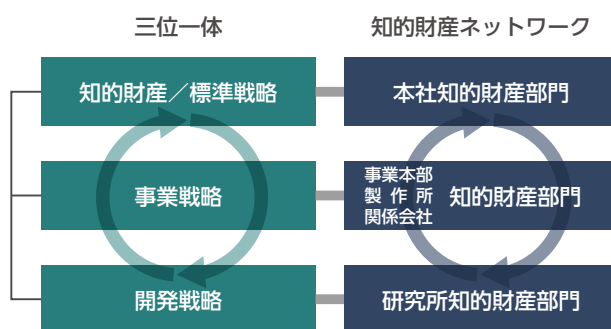 三位一体
知的財産ネットワーク
知的財産／標準戦略
本社知的財産部門
事業戦略
事業本部
製作所
関係会社
知的財産部門
開発戦略
研究所知的財産部門